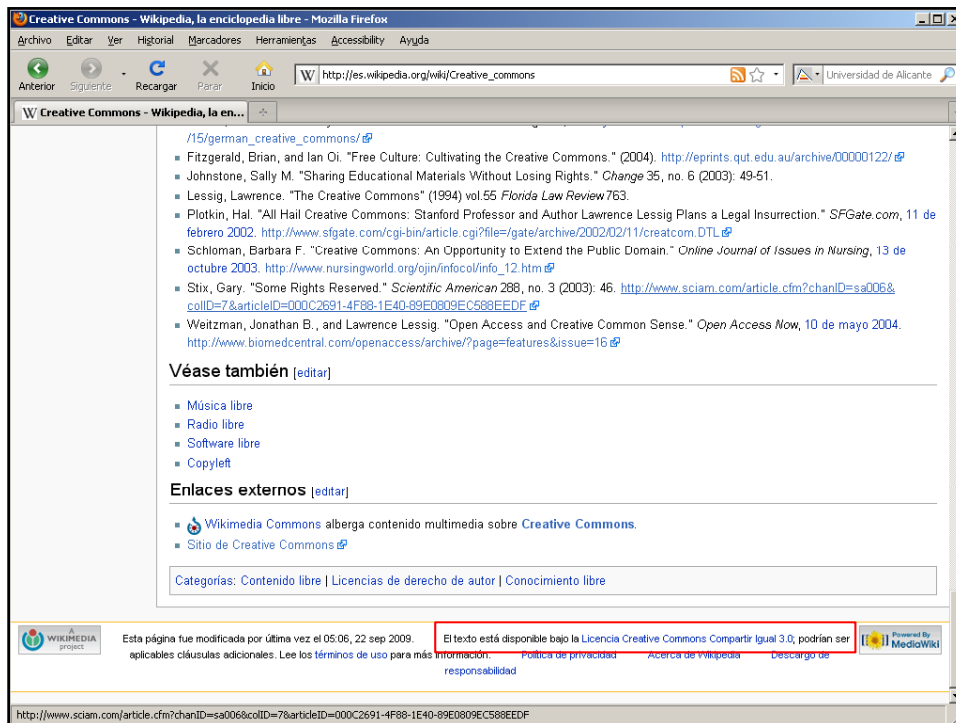 Creative Commons - Wikipedia, la enciclopedia libre - Mozilla Firefox
Archivo Editar Ver Historial Marcadores Herramientas Accessibility Ayuda
Anterior Siguiente Recargar Parar Inicio W http://es.wikipedia.org/wiki/Creative_commons Universidad de Alicante
W Creative Commons - Wikipedia, la en...
/15/german_creative_commons/
Fitzgerald, Brian, and Ian Oi. "Free Culture: Cultivating the Creative Commons." (2004). http://eprints.qut.edu.au/archive/00000122/
Johnstone, Sally M. "Sharing Educational Materials Without Losing Rights." Change 35, no. 6 (2003): 49-51.
Lessig, Lawrence. "The Creative Commons" (1994) vol.55 Florida Law Review 763.
Plotkin, Hal. "All Hail Creative Commons: Stanford Professor and Author Lawrence Lessig Plans a Legal Insurrection." SFGate.com, 11 de
febrero 2002. http://www.sfgate.com/cgi-bin/article.cgi?file=/gate/archive/2002/02/11/creatcom.DTL
Schloman, Barbara F. "Creative Commons: An Opportunity to Extend the Public Domain." Online Journal of Issues in Nursing, 13 de
octubre 2003. http://www.nursingworld.org/ojin/infocol/info_12.htm
Stix, Gary. "Some Rights Reserved." Scientific American 288, no. 3 (2003): 46. http://www.sciam.com/article.cfm?chanID=sa006&
colID=7&articleID=000C2691-4F88-1E40-89E0809EC588EEDF
Weitzman, Jonathan B., and Lawrence Lessig. "Open Access and Creative Common Sense." Open Access Now, 10 de mayo 2004.
http://www.biomedcentral.com/openaccess/archive/?page=features&issue=16
Véase también [editar]
Música libre
Radio libre
Software libre
Copyleft
Enlaces externos [editar]
Wikimedia Commons alberga contenido multimedia sobre Creative Commons.
Sitio de Creative Commons
Categorías: Contenido libre | Licencias de derecho de autor | Conocimiento libre
A WIKIMEDIA project
Esta página fue modificada por última vez el 05:06, 22 sep 2009. El texto está disponible bajo la Licencia Creative Commons Compartir Igual 3.0; podrían ser
aplicables cláusulas adicionales. Lee los términos de uso para más información. Política de privacidad Acerca de Wikipedia Descargo de
responsabilidad
Powered By MediaWiki
http://www.sciam.com/article.cfm?chanID=sa006&colID=7&articleID=000C2691-4F88-1E40-89E0809EC588EEDF